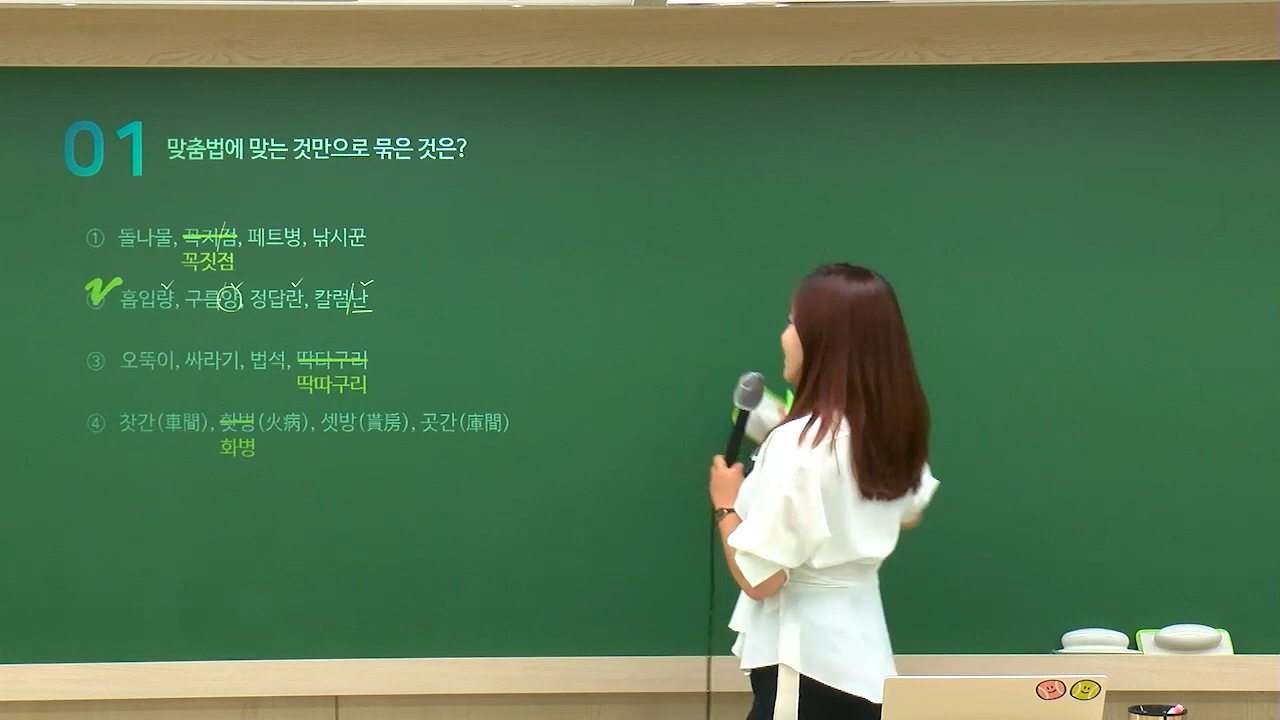 01 맞춤법에 맞는 것만으로 묶은 것은?
① 돌나물, 꼭지점, 페트병, 낚시꾼
꼭짓점
② 흡입량, 구름양, 정답란, 칼럼난
③ 오뚝이, 싸라기, 법석, 딱다구리
딱따구리
④ 찻간(車間), 홧병(火病), 셋방(貰房), 곳간(庫間)
화병